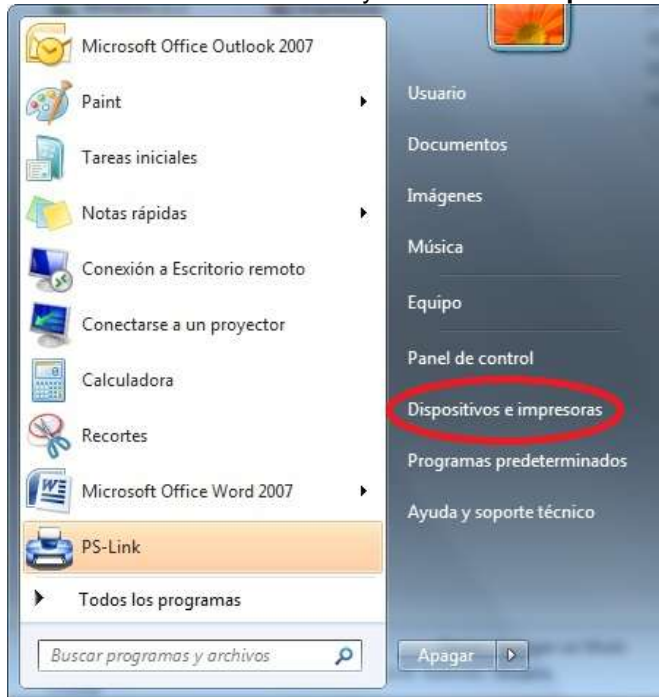 Microsoft Office Outlook 2007
Paint
Tareas iniciales
Notas rápidas
Conexión a Escritorio remoto
Conectarse a un proyector
Calculadora
Recortes
Microsoft Office Word 2007
PS-Link
Todos los programas
Buscar programas y archivos
Usuario
Documentos
Imágenes
Música
Equipo
Panel de control
Dispositivos e impresoras
Programas predeterminados
Ayuda y soporte técnico
Apagar